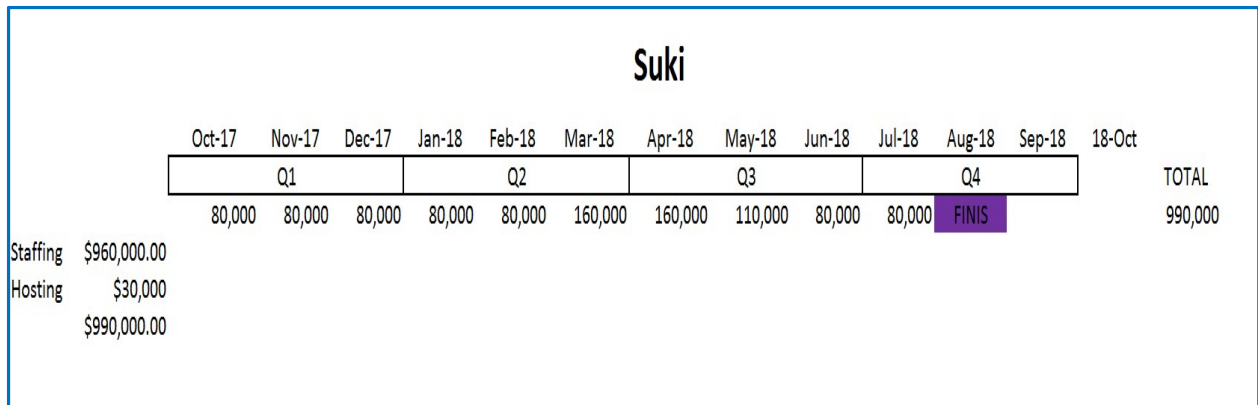 Suki
Oct-17 Nov-17 Dec-17 Jan-18 Feb-18 Mar-18 Apr-18 May-18 Jun-18 Jul-18 Aug-18 Sep-18 18-Oct
Q1 Q2 Q3 Q4 TOTAL
80,000 80,000 80,000 80,000 80,000 160,000 160,000 110,000 80,000 80,000 FINIS 990,000
Staffing $960,000.00
Hosting $30,000
$990,000.00